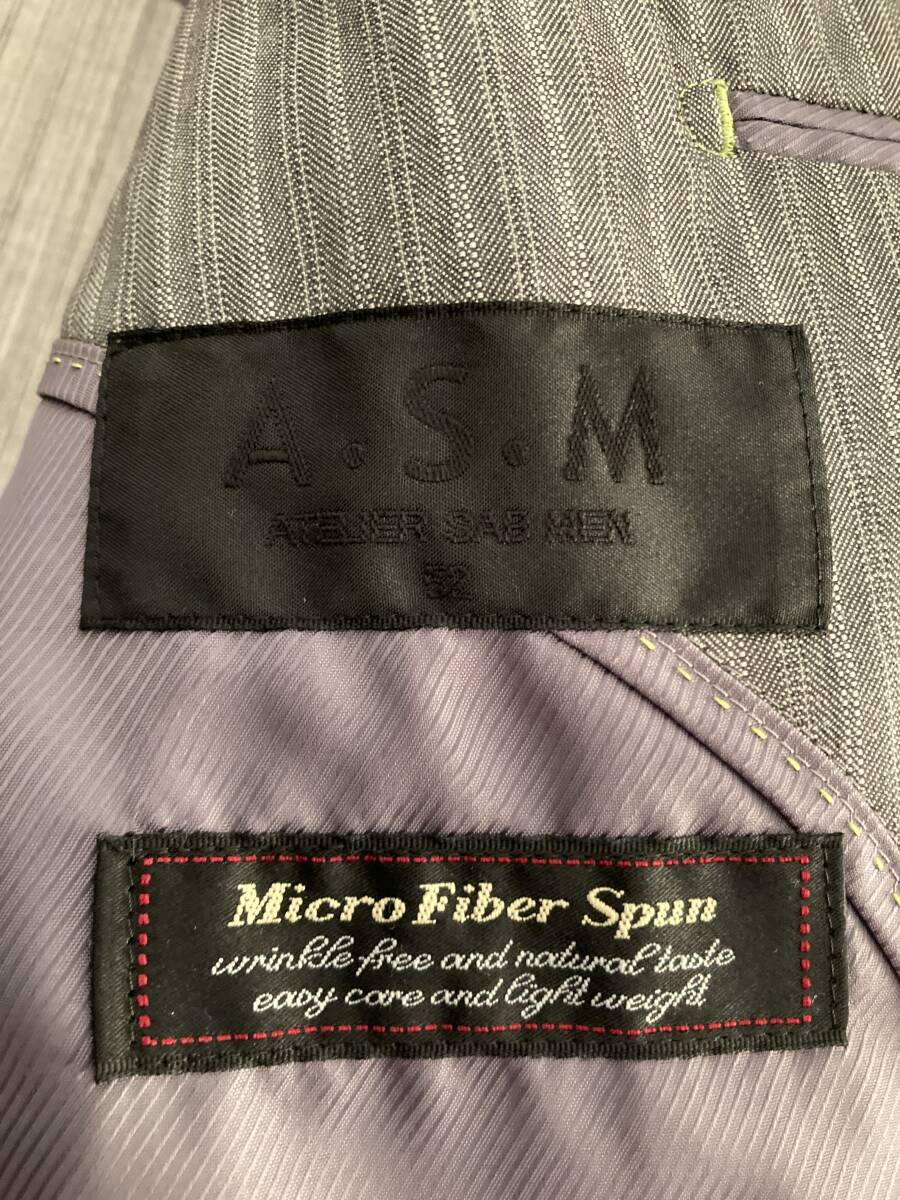 A.S.M
ATELIER SAB MEN
52
Micro Fiber Spun
wrinkle-free and natural taste
easy care and light weight